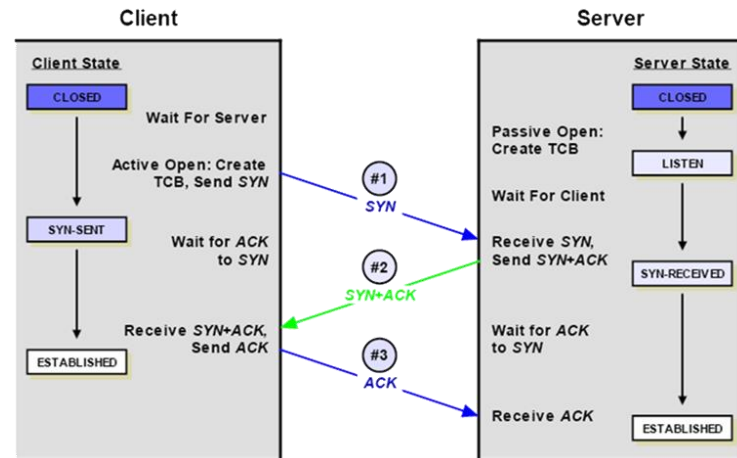 Client
Server
Client State
CLOSED
Wait For Server
Active Open: Create
TCB, Send SYN
SYN-SENT
Wait for ACK
to SYN
Receive SYN+ACK,
Send ACK
ESTABLISHED
#1
SYN
#2
SYN+ACK
#3
ACK
Server State
CLOSED
Passive Open:
Create TCB
LISTEN
Wait For Client
Receive SYN,
Send SYN+ACK
SYN-RECEIVED
Wait for ACK
to SYN
Receive ACK
ESTABLISHED